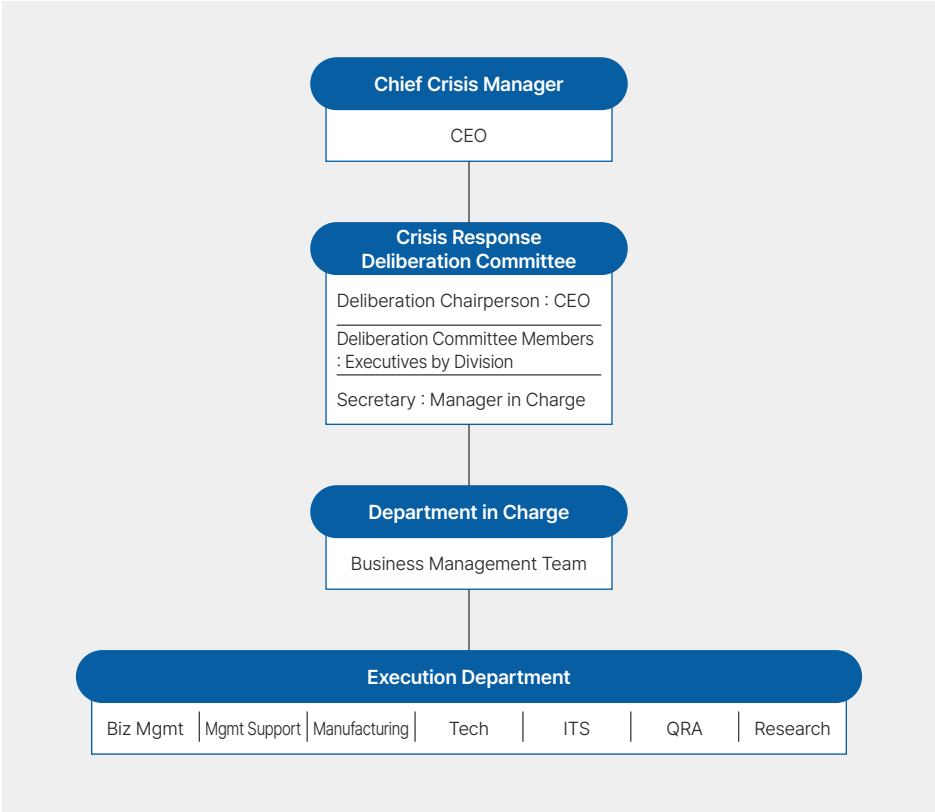 Chief Crisis Manager
CEO
Crisis Response
Deliberation Committee
Deliberation Chairperson : CEO
Deliberation Committee Members
: Executives by Division
Secretary : Manager in Charge
Department in Charge
Business Management Team
Execution Department
Biz Mgmt Mgmt Support Manufacturing Tech ITS QRA Research